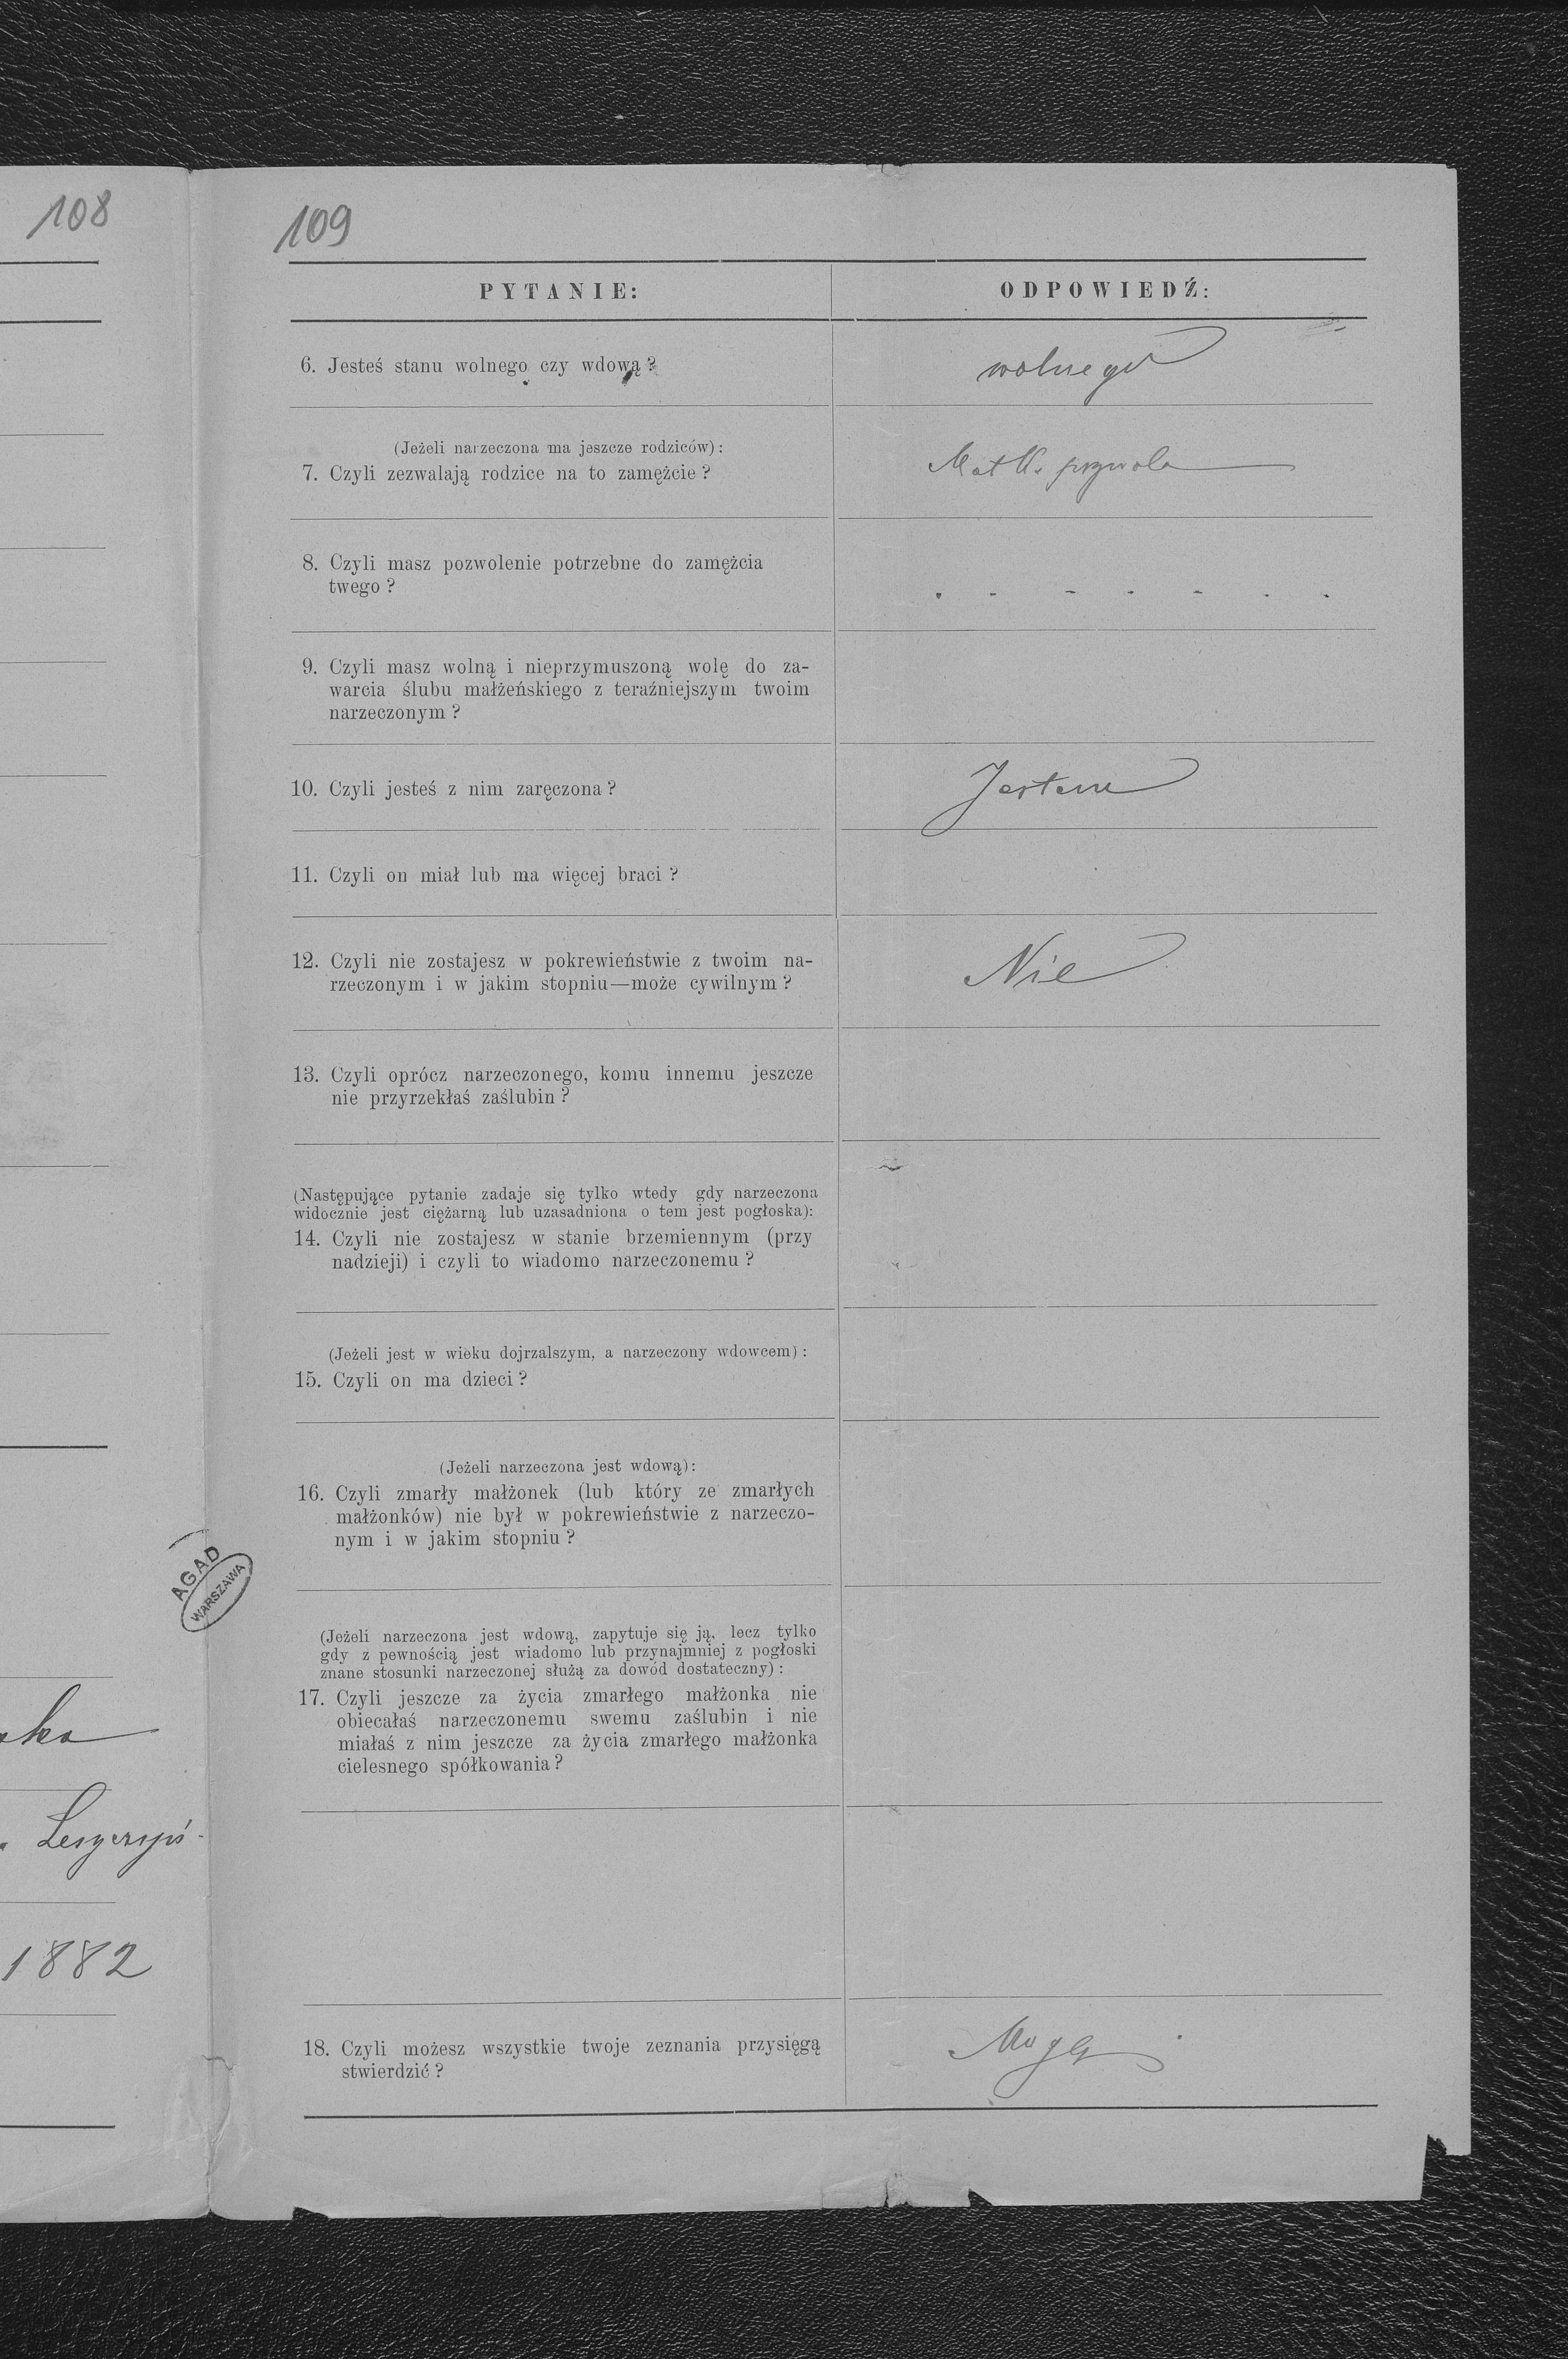 108
109
PYTANIE:
ODPOWIEDŹ:
6. Jesteś stanu wolnego czy wdową?
wolnego
(Jeżeli narzeczona ma jeszcze rodziców):
7. Czyli zezwalają rodzice na to zamężcie?
Matka pozwala
8. Czyli masz pozwolenie potrzebne do zamężcia
twego?
. - - - - . .
9. Czyli masz wolną i nieprzymuszoną wolę do za-
warcia ślubu małżeńskiego z teraźniejszym twoim
narzeczonym?
10. Czyli jesteś z nim zaręczona?
Jestem
11. Czyli on miał lub ma więcej braci?
12. Czyli nie zostajesz w pokrewieństwie z twoim na-
rzeczonym i w jakim stopniu—może cywilnym?
Nie
13. Czyli oprócz narzeczonego, komu innemu jeszcze
nie przyrzekłaś zaślubin?
(Następujące pytanie zadaje się tylko wtedy gdy narzeczona
widocznie jest ciężarną lub uzasadniona o tem jest pogłoska):
14. Czyli nie zostajesz w stanie brzemiennym (przy
nadzieji) i czyli to wiadomo narzeczonemu?
(Jeżeli jest w wieku dojrzalszym, a narzeczony wdowcem):
15. Czyli on ma dzieci?
(Jeżeli narzeczona jest wdową):
16. Czyli zmarły małżonek (lub który ze zmarłych
małżonków) nie był w pokrewieństwie z narzeczo-
nym i w jakim stopniu?
AGAD
WARSZAWA
(Jeżeli narzeczona jest wdową, zapytuje się ją, lecz tylko
gdy z pewnością jest wiadomo lub przynajmniej z pogłoski
znane stosunki narzeczonej służą za dowód dostateczny):
17. Czyli jeszcze za życia zmarłego małżonka nie
obiecałaś narzeczonemu swemu zaślubin i nie
miałaś z nim jeszcze za życia zmarłego małżonka
cielesnego spółkowania?
1882
18. Czyli możesz wszystkie twoje zeznania przysięgą
stwierdzić?
Mogę